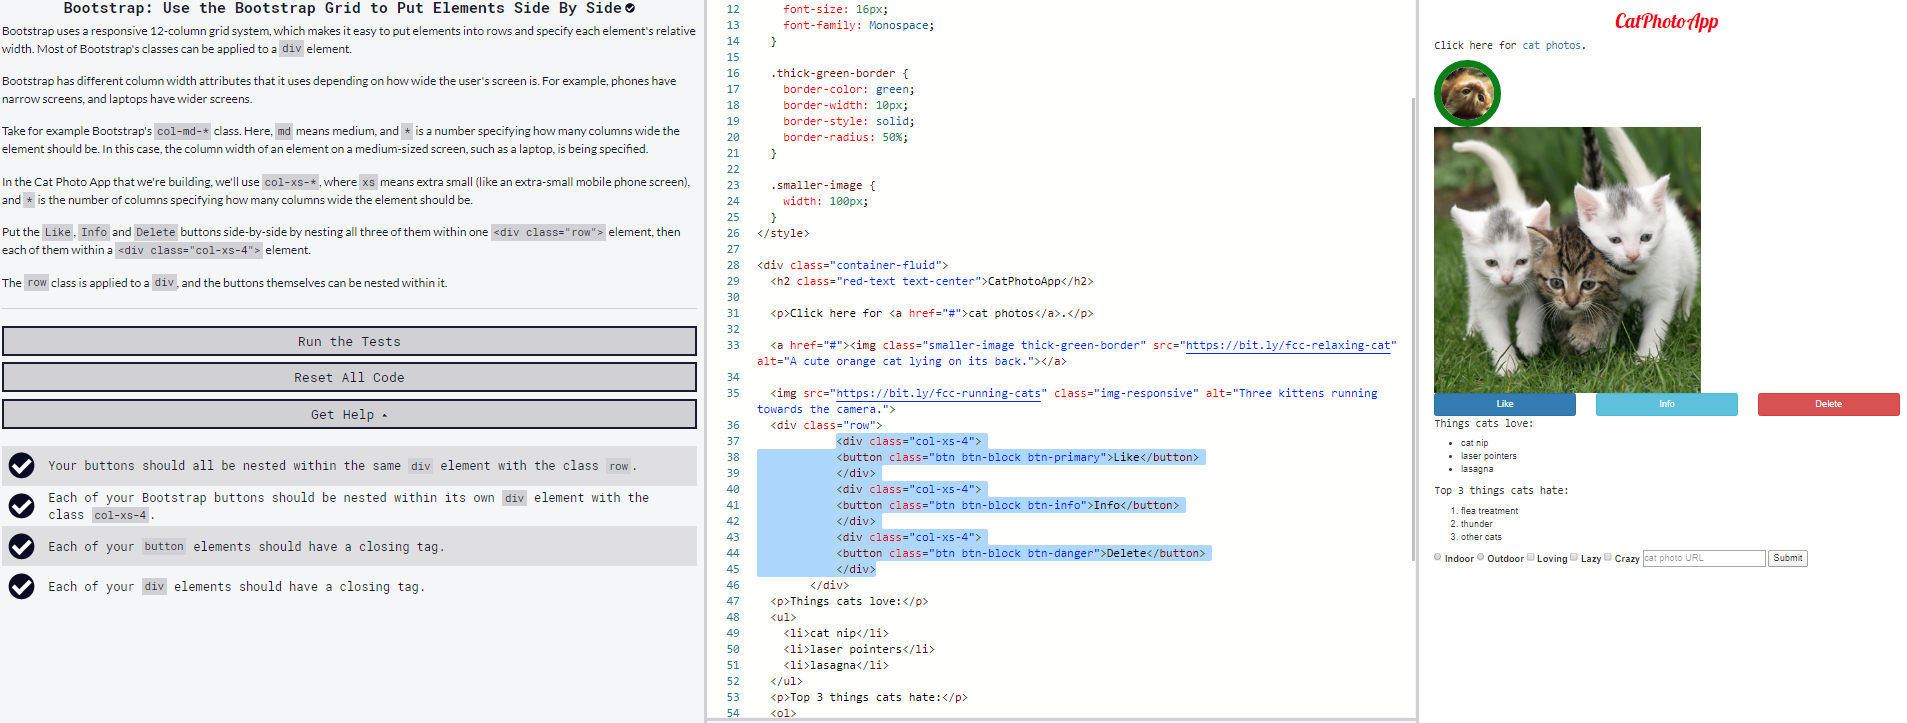 Bootstrap: Use the Bootstrap Grid to Put Elements Side By Side
Bootstrap uses a responsive 12-column grid system, which makes it easy to put elements into rows and specify each element's relative
width. Most of Bootstrap's classes can be applied to a div element.
Bootstrap has different column width attributes that it uses depending on how wide the user's screen is. For example, phones have
narrow screens, and laptops have wider screens.
Take for example Bootstrap's col-md-* class. Here, md means medium, and * is a number specifying how many columns wide the
element should be. In this case, the column width of an element on a medium-sized screen, such as a laptop, is being specified.
In the Cat Photo App that we're building, we'll use col-xs-*, where xs means extra small (like an extra-small mobile phone screen),
and * is the number of columns specifying how many columns wide the element should be.
Put the Like, Info and Delete buttons side-by-side by nesting all three of them within one <div class="row"> element, then
each of them within a <div class="col-xs-4"> element.
The row class is applied to a div, and the buttons themselves can be nested within it.
Run the Tests
Reset All Code
Get Help
Your buttons should all be nested within the same div element with the class row.
Each of your Bootstrap buttons should be nested within its own div element with the
class col-xs-4.
Each of your button elements should have a closing tag.
Each of your div elements should have a closing tag.
12 font-size: 16px;
13 font-family: Monospace;
14 }
15
16 .thick-green-border {
17 border-color: green;
18 border-width: 10px;
19 border-style: solid;
20 border-radius: 50%;
21 }
22
23 .smaller-image {
24 width: 100px;
25 }
26 </style>
27
28 <div class="container-fluid">
29 <h2 class="red-text text-center">CatPhotoApp</h2>
30
31 <p>Click here for <a href="#">cat photos</a>.</p>
32
33 <a href="#"><img class="smaller-image thick-green-border" src="https://bit.ly/fcc-relaxing-cat"
alt="A cute orange cat lying on its back."></a>
34
35 <img src="https://bit.ly/fcc-running-cats" class="img-responsive" alt="Three kittens running
towards the camera.">
36 <div class="row">
37 <div class="col-xs-4">
38 <button class="btn btn-block btn-primary">Like</button>
39 </div>
40 <div class="col-xs-4">
41 <button class="btn btn-block btn-info">Info</button>
42 </div>
43 <div class="col-xs-4">
44 <button class="btn btn-block btn-danger">Delete</button>
45 </div>
46 </div>
47 <p>Things cats love:</p>
48 <ul>
49 <li>cat nip</li>
50 <li>laser pointers</li>
51 <li>lasagna</li>
52 </ul>
53 <p>Top 3 things cats hate:</p>
54 <ol>
CatPhotoApp
Click here for cat photos.
Like Info Delete
Things cats love:
• cat nip
• laser pointers
• lasagna
Top 3 things cats hate:
1. flea treatment
2. thunder
3. other cats
Indoor Outdoor Loving Lazy Crazy cat photo URL Submit